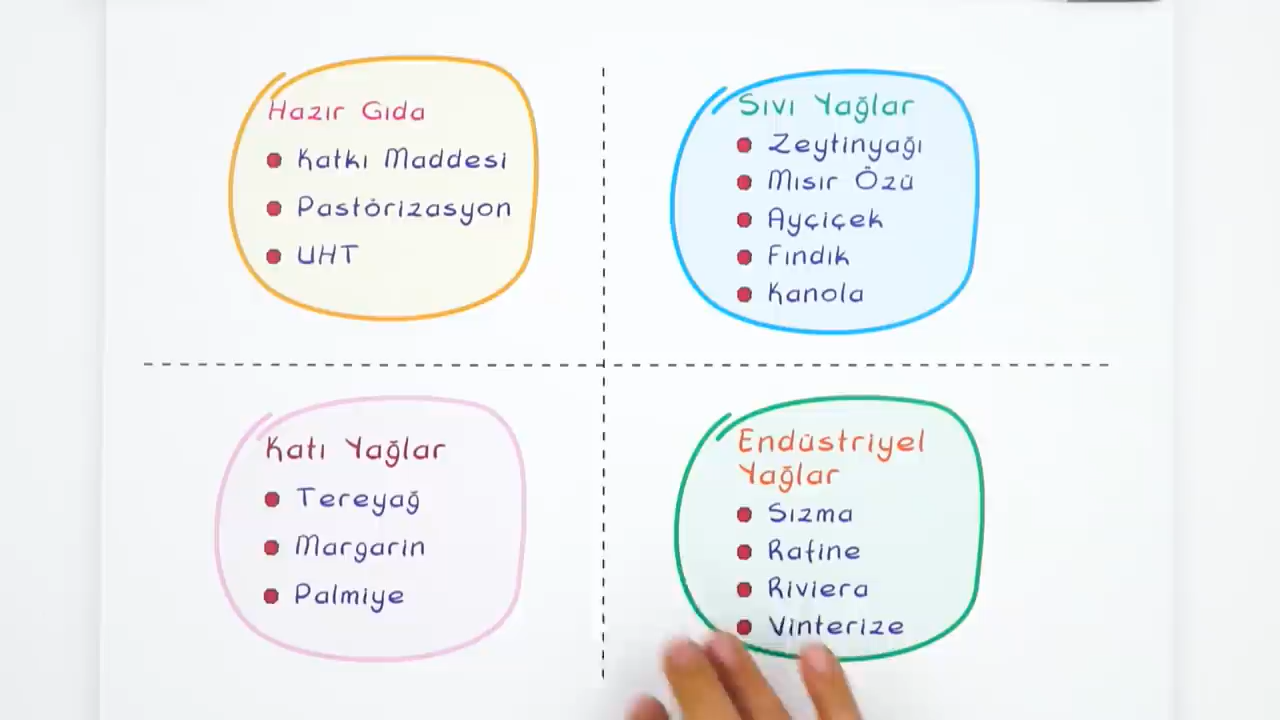 Hazır Gıda
Katkı Maddesi
Pastörizasyon
UHT
Sıvı Yağlar
Zeytinyağı
Mısır Özü
Ayçiçek
Fındık
Kanola
Katı Yağlar
Tereyağ
Margarin
Palmiye
Endüstriyel
Yağlar
Sızma
Rafine
Riviera
Vinterize